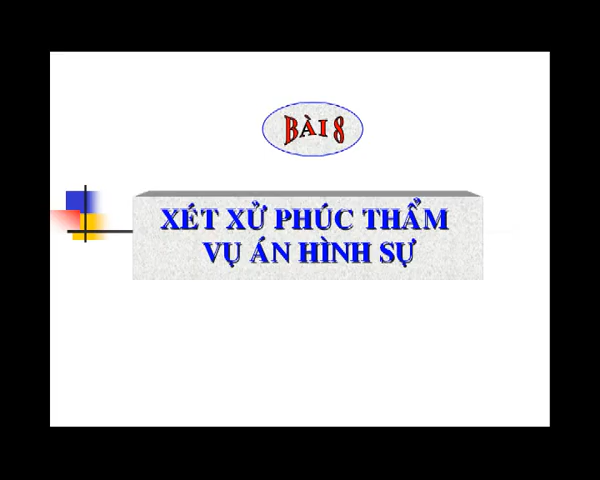 BÀI 8
XÉT XỬ PHÚC THẨM
VỤ ÁN HÌNH SỰ